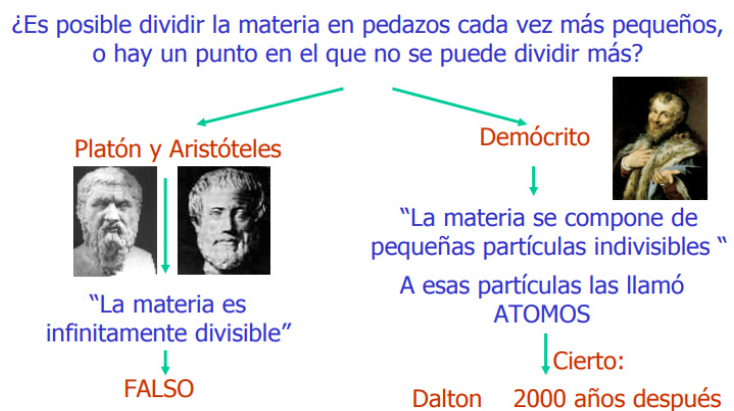 ¿Es posible dividir la materia en pedazos cada vez más pequeños,
o hay un punto en el que no se puede dividir más?
Platón y Aristóteles
“La materia es
infinitamente divisible”
FALSO
Demócrito
“La materia se compone de
pequeñas partículas indivisibles “
A esas partículas las llamó
ATOMOS
Cierto:
Dalton 2000 años después